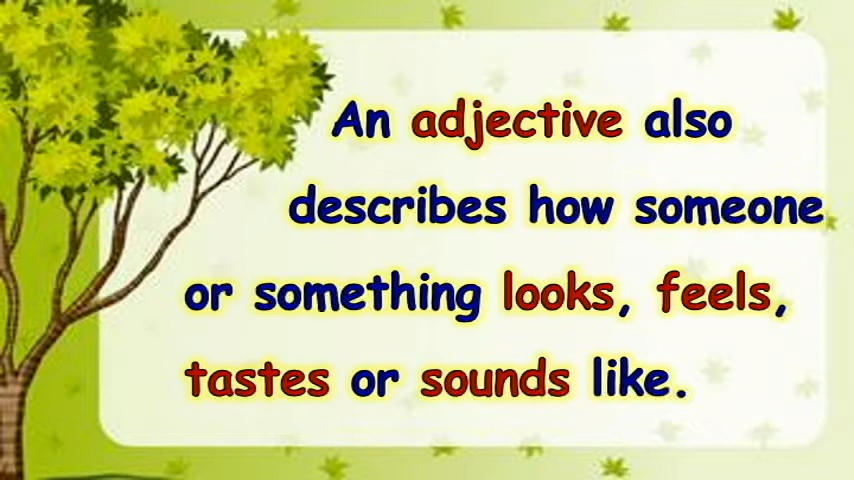 An adjective also
describes how someone
or something looks, feels,
tastes or sounds like.